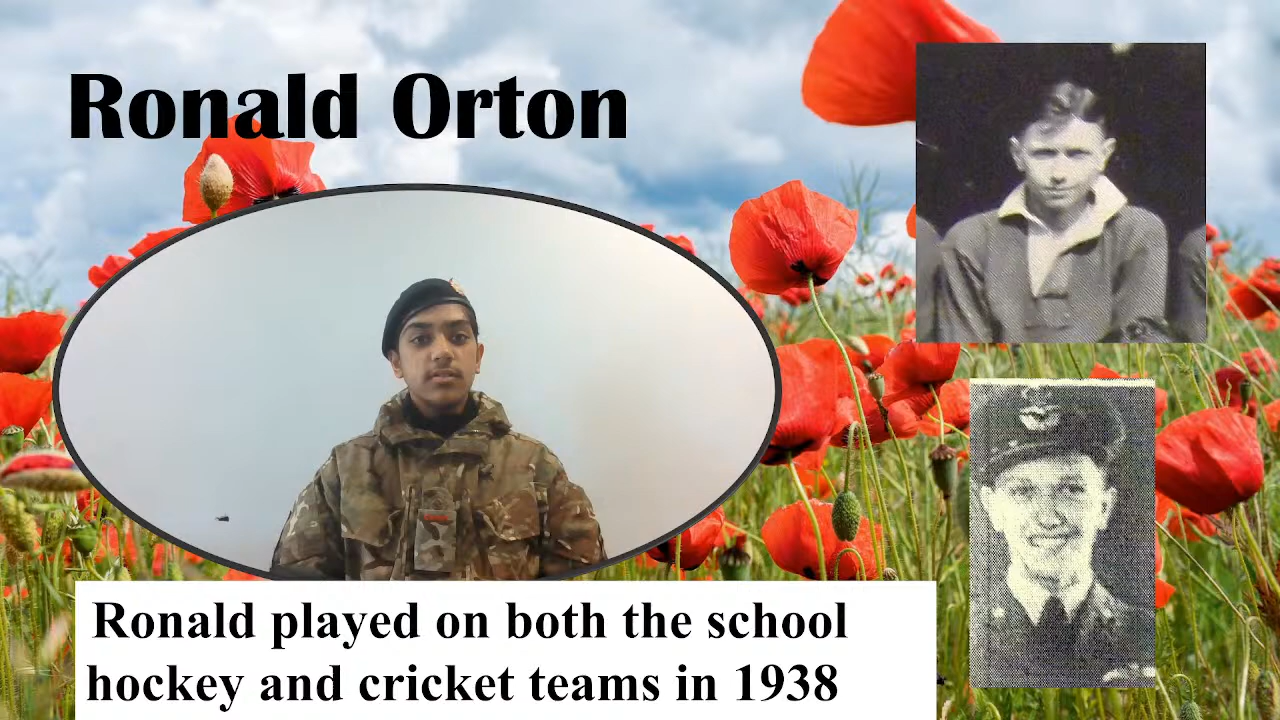 Ronald Orton
Ronald played on both the school
hockey and cricket teams in 1938